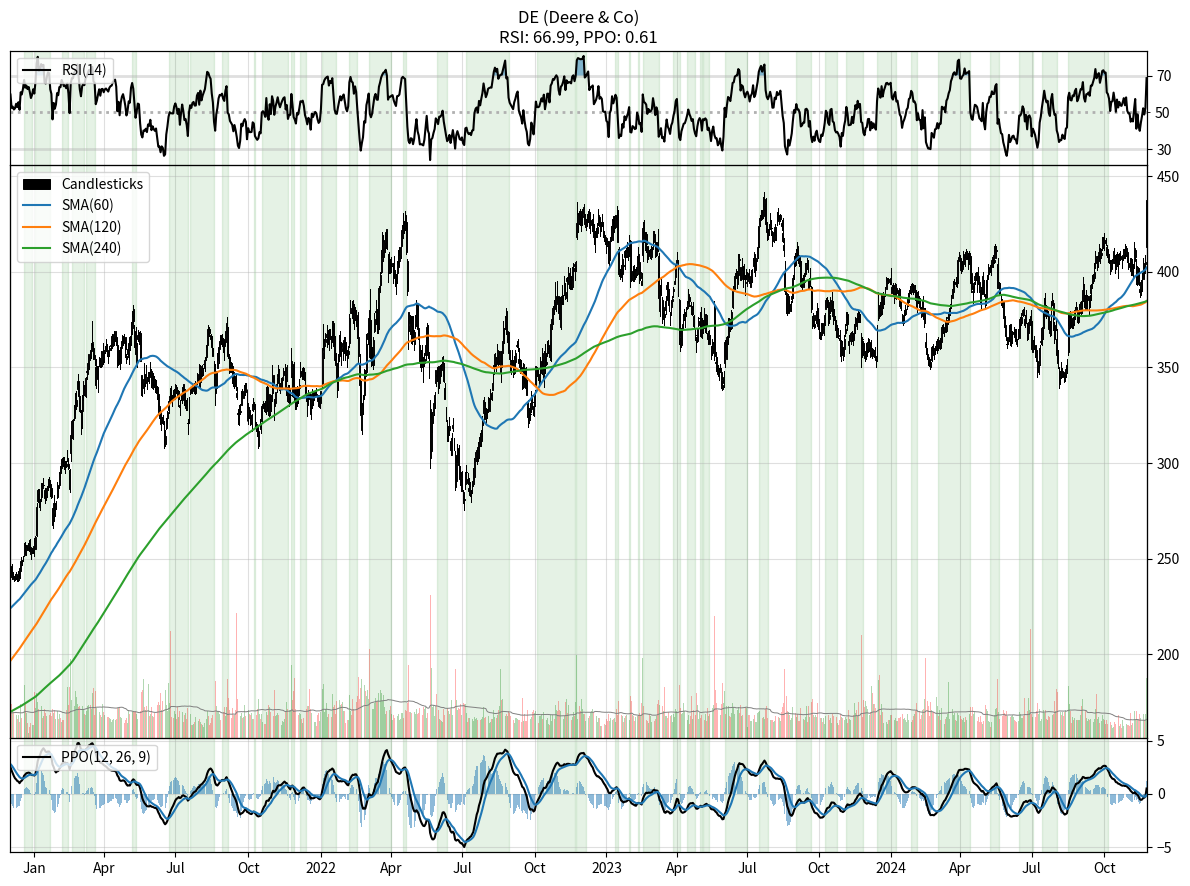 DE (Deere & Co)
RSI: 66.99, PPO: 0.61
RSI(14)
70
50
30
Candlesticks
SMA(60)
SMA(120)
SMA(240)
450
400
350
300
250
200
PPO(12, 26, 9)
5
0
−5
Jan Apr Jul Oct 2022 Apr Jul Oct 2023 Apr Jul Oct 2024 Apr Jul Oct